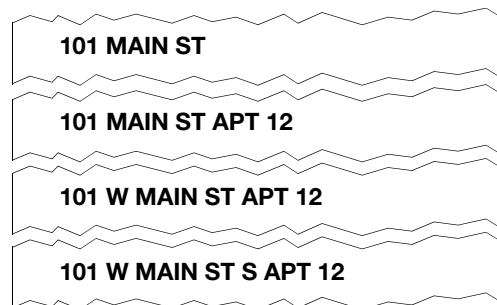 101 MAIN ST
101 MAIN ST APT 12
101 W MAIN ST APT 12
101 W MAIN ST S APT 12